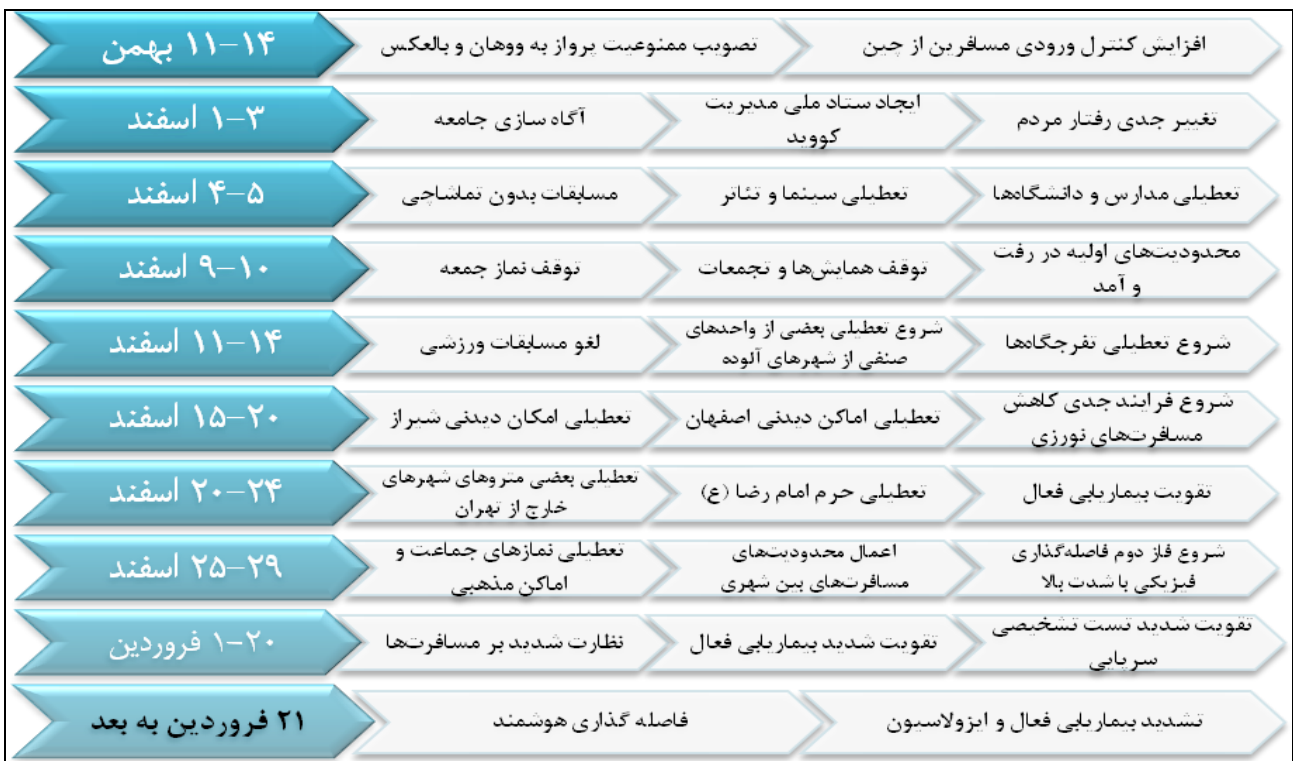 ۱۱-۱۴ بهمن
تصویب ممنوعیت پرواز به ووهان و بالعکس
افزایش کنترل ورودی مسافرین از چین
۱-۳ اسفند
آگاه سازی جامعه
ایجاد ستاد ملی مدیریت
کووید
تغییر جدی رفتار مردم
۴-۵ اسفند
مسابقات بدون تماشاچی
تعطیلی سینما و تئاتر
تعطیلی مدارس و دانشگاه‌ها
۹-۱۰ اسفند
توقف نماز جمعه
توقف همایش‌ها و تجمعات
محدودیت‌های اولیه در رفت
و آمد
۱۱-۱۴ اسفند
لغو مسابقات ورزشی
شروع تعطیلی بعضی از واحدهای
صنفی از شهرهای آلوده
شروع تعطیلی تفرجگاه‌ها
۱۵-۲۰ اسفند
تعطیلی امکان دیدنی شیراز
تعطیلی اماکن دیدنی اصفهان
شروع فرایند جدی کاهش
مسافرت‌های نورزی
۲۰-۲۴ اسفند
تعطیلی بعضی متروهای شهرهای
خارج از تهران
تعطیلی حرم امام رضا (ع)
تقویت بیماریابی فعال
۲۵-۲۹ اسفند
تعطیلی نمازهای جماعت و
اماکن مذهبی
اعمال محدودیت‌های
مسافرت‌های بین شهری
شروع فاز دوم فاصله‌گذاری
فیزیکی با شدت بالا
۱-۲۰ فروردین
نظارت شدید بر مسافرت‌ها
تقویت شدید بیماریابی فعال
تقویت شدید تست تشخیصی
سرپایی
۲۱ فروردین به بعد
فاصله گذاری هوشمند
تشدید بیماریابی فعال و ایزولاسیون